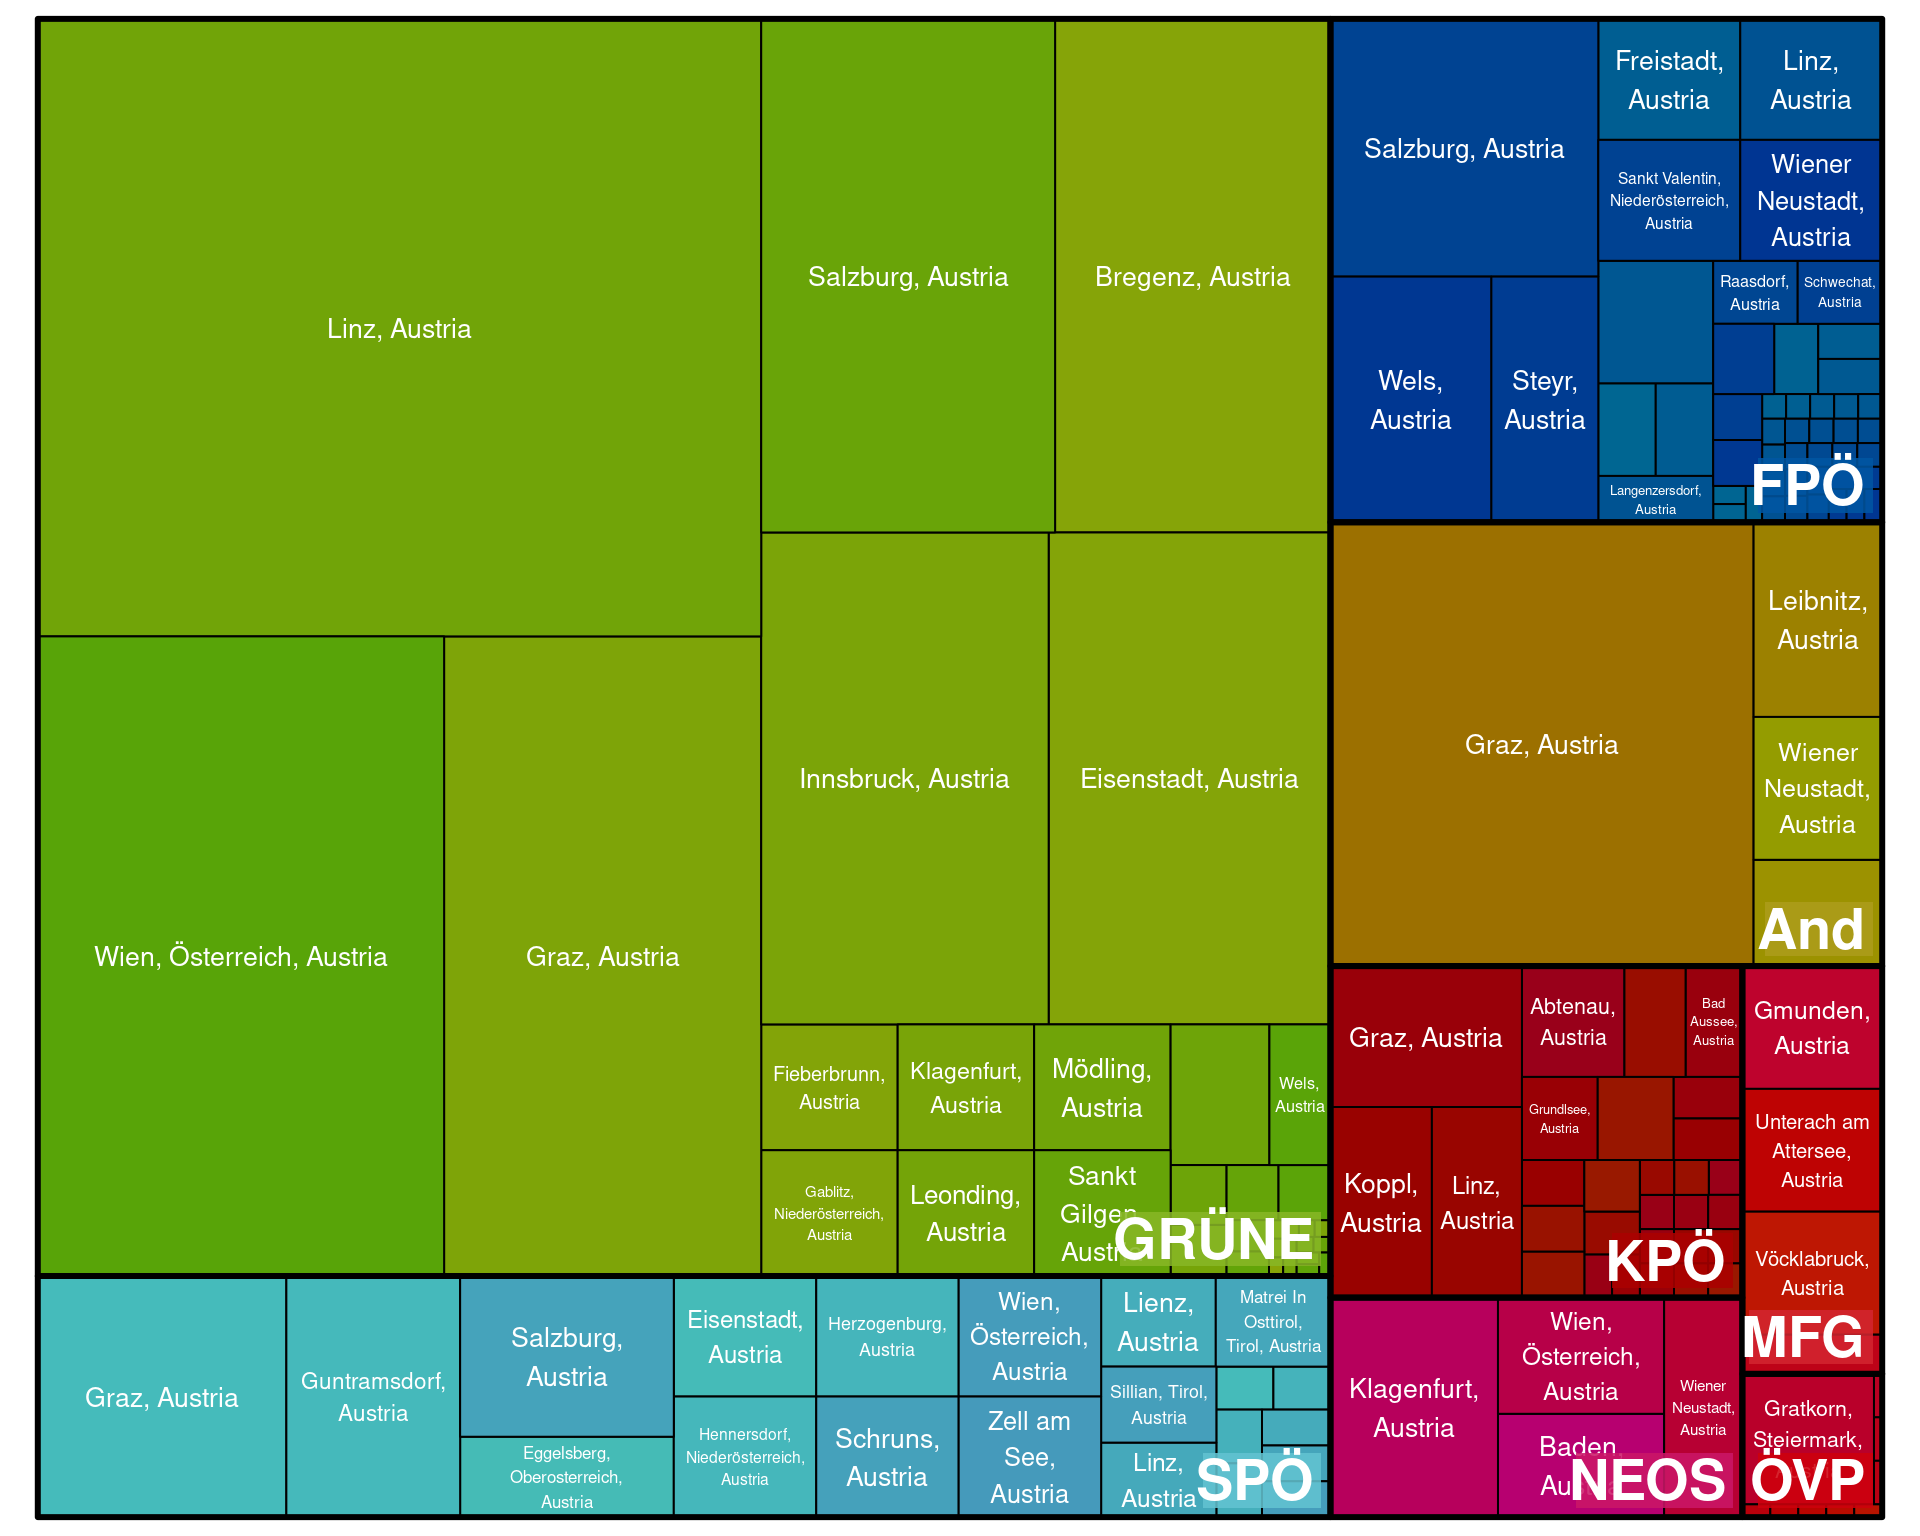 Linz, Austria
Salzburg, Austria
Bregenz, Austria
Wien, Österreich, Austria
Graz, Austria
Innsbruck, Austria
Eisenstadt, Austria
Fieberbrunn,
Austria
Klagenfurt,
Austria
Mödling,
Austria
Wels,
Austria
Gablitz,
Niederösterreich,
Austria
Leonding,
Austria
Sankt
Gilgen,
Austria
GRÜNE
Salzburg, Austria
Freistadt,
Austria
Linz,
Austria
Sankt Valentin,
Niederösterreich,
Austria
Wiener
Neustadt,
Austria
Wels,
Austria
Steyr,
Austria
Raasdorf,
Austria
Schwechat,
Austria
Langenzersdorf,
Austria
FPÖ
Graz, Austria
Leibnitz,
Austria
Wiener
Neustadt,
Austria
And
Graz, Austria
Abtenau,
Austria
Bad
Aussee,
Austria
Grundlsee,
Austria
Koppl,
Austria
Linz,
Austria
KPÖ
Gmunden,
Austria
Unterach am
Attersee,
Austria
Vöcklabruck,
Austria
MFG
Graz, Austria
Guntramsdorf,
Austria
Salzburg,
Austria
Eggelsberg,
Oberosterreich,
Austria
Eisenstadt,
Austria
Hennersdorf,
Niederösterreich,
Austria
Herzogenburg,
Austria
Schruns,
Austria
Wien,
Österreich,
Austria
Zell am
See,
Austria
Lienz,
Austria
Matrei In
Osttirol,
Tirol, Austria
Sillian, Tirol,
Austria
Linz,
Austria
SPÖ
Klagenfurt,
Austria
Wien,
Österreich,
Austria
Baden,
Austria
Wiener
Neustadt,
Austria
NEOS
Gratkorn,
Steiermark,
Austria
ÖVP